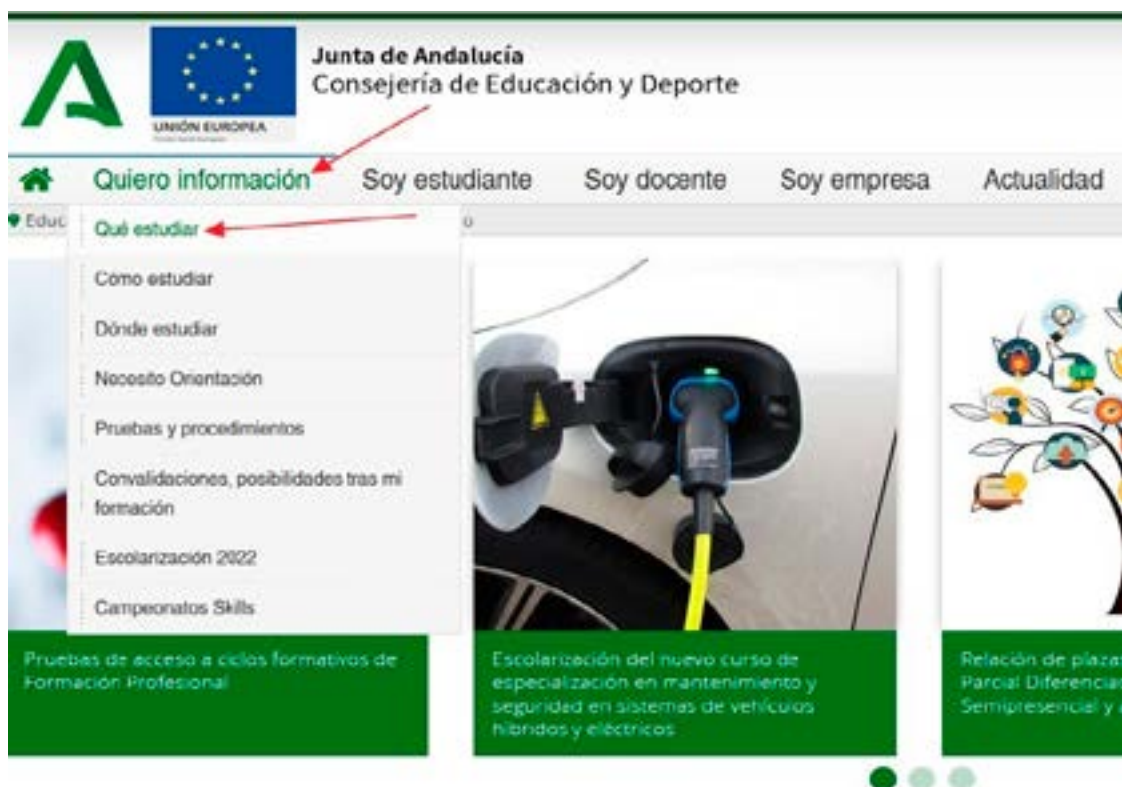 Junta de Andalucía
Consejería de Educación y Deporte
UNIÓN EUROPEA
Quiero información
Soy estudiante
Soy docente
Soy empresa
Actualidad
Educ
o
Qué estudiar
Cómo estudiar
Dónde estudiar
Necesito Orientación
Pruebas y procedimientos
Convalidaciones, posibilidades tras mi
formación
Escolarización 2022
Campeonatos Skills
Pruebas de acceso a ciclos formativos de
Formación Profesional
Escolarización del nuevo curso de
especialización en mantenimiento y
seguridad en sistemas de vehículos
híbridos y eléctricos
Relación de plazas
Parcial Diferencia
Semipresencial y